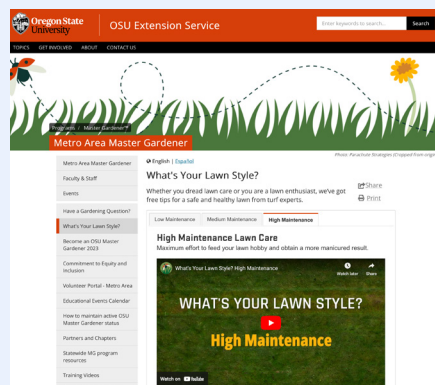 Oregon State
University
OSU Extension Service
Enter keywords to search...
Search
TOPICS GET INVOLVED ABOUT CONTACT US
Programs / Master Gardener™
Metro Area Master Gardener
Photo: Parachute Strategies (Cropped from origi
Metro Area Master Gardener
Faculty & Staff
Events
Have a Gardening Question?
What's Your Lawn Style?
Become an OSU Master
Gardener 2023
Commitment to Equity and
Inclusion
Volunteer Portal - Metro Area
Educational Events Calendar
How to maintain active OSU
Master Gardener status
Partners and Chapters
Statewide MG program
resources
Training Videos
English | Español
What's Your Lawn Style?
Whether you dread lawn care or you are a lawn enthusiast, we've got
free tips for a safe and healthy lawn from turf experts.
Share
Print
Low Maintenance Medium Maintenance High Maintenance
High Maintenance Lawn Care
Maximum effort to feed your lawn hobby and obtain a more manicured result.
What's Your Lawn Style? High Maintenance
Watch later Share
WHAT'S YOUR LAWN STYLE?
High Maintenance
Watch on YouTube